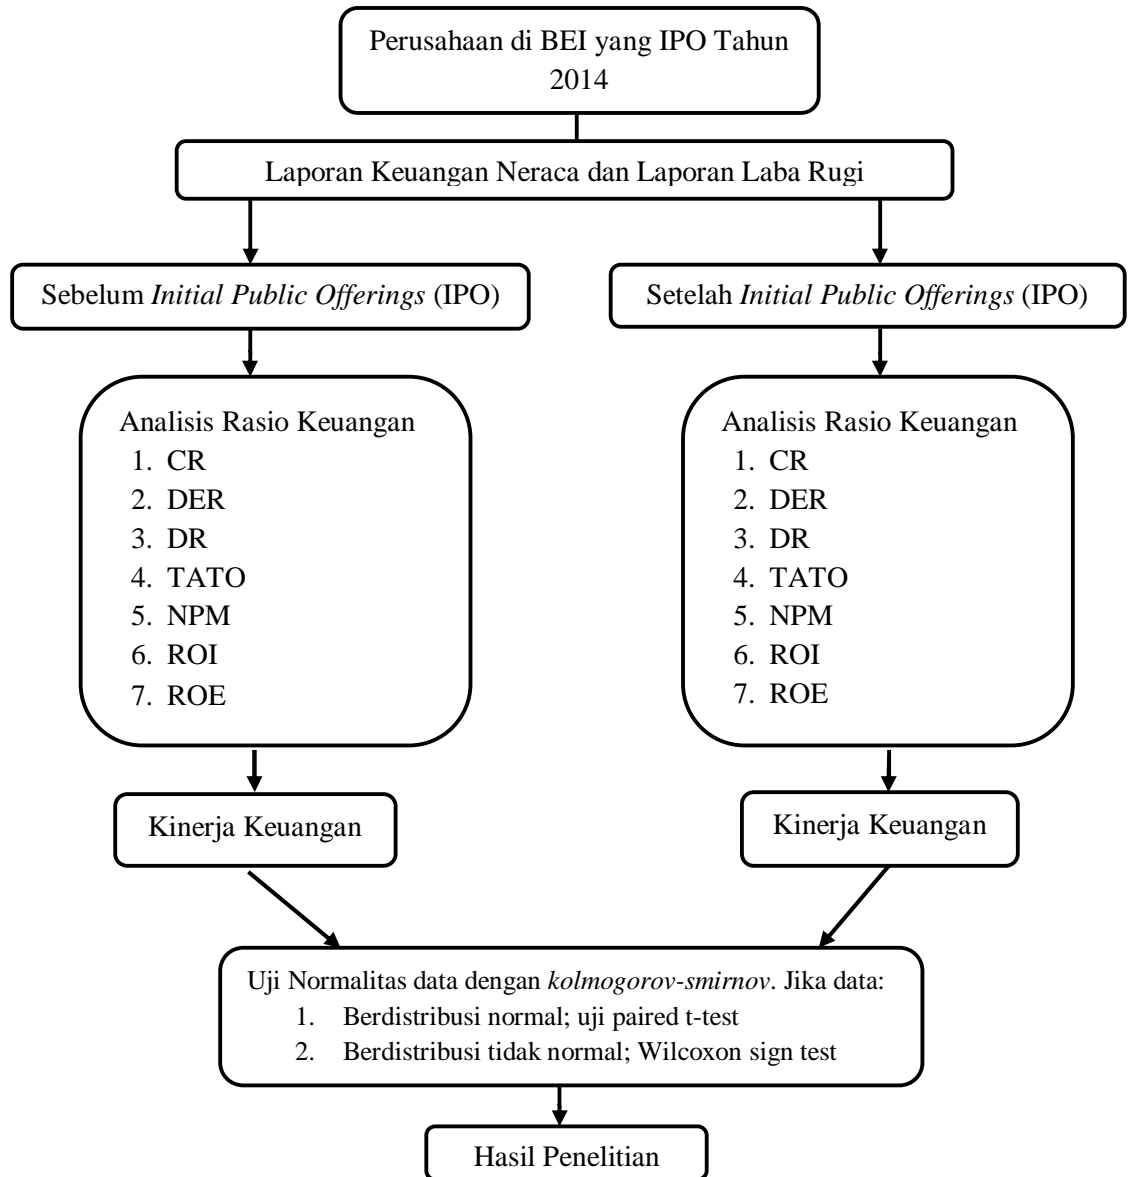 Perusahaan di BEI yang IPO Tahun
2014
Laporan Keuangan Neraca dan Laporan Laba Rugi
Sebelum Initial Public Offerings (IPO)
Setelah Initial Public Offerings (IPO)
Analisis Rasio Keuangan
1. CR
2. DER
3. DR
4. TATO
5. NPM
6. ROI
7. ROE
Analisis Rasio Keuangan
1. CR
2. DER
3. DR
4. TATO
5. NPM
6. ROI
7. ROE
Kinerja Keuangan
Kinerja Keuangan
Uji Normalitas data dengan kolmogorov-smirnov. Jika data:
1. Berdistribusi normal; uji paired t-test
2. Berdistribusi tidak normal; Wilcoxon sign test
Hasil Penelitian